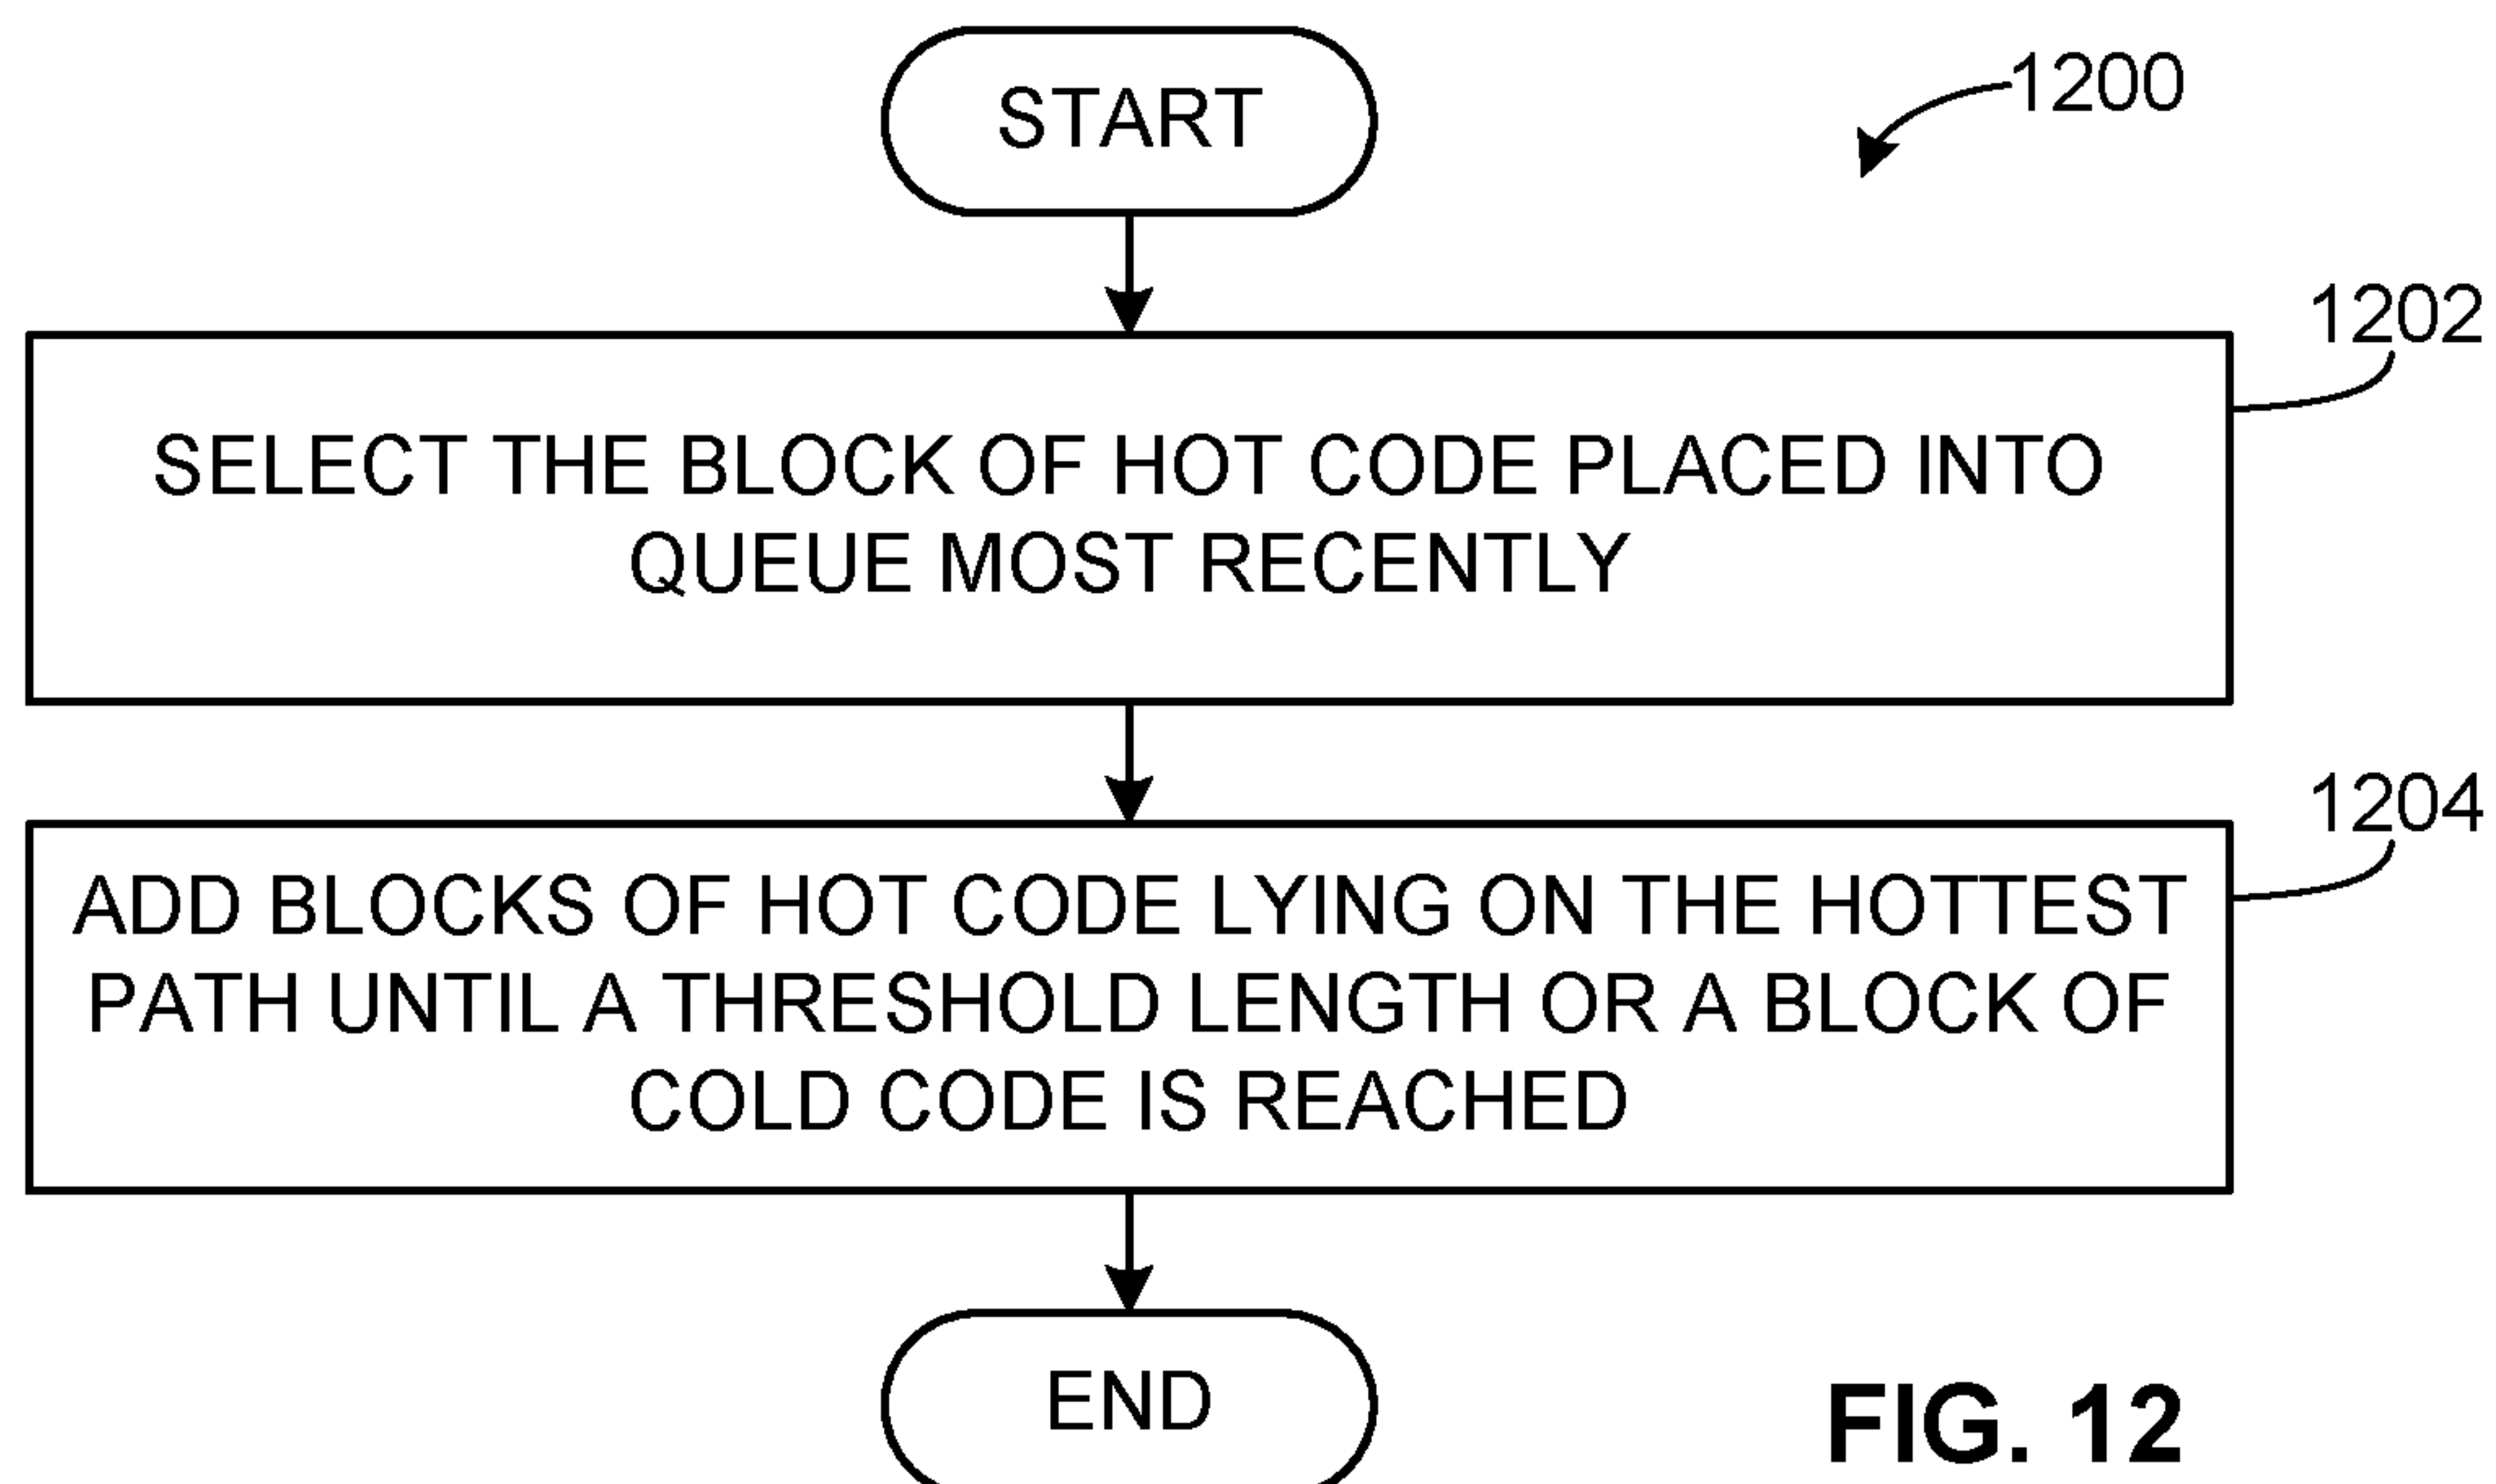 START
1200
1202
SELECT THE BLOCK OF HOT CODE PLACED INTO
QUEUE MOST RECENTLY
1204
ADD BLOCKS OF HOT CODE LYING ON THE HOTTEST
PATH UNTIL A THRESHOLD LENGTH OR A BLOCK OF
COLD CODE IS REACHED
END
FIG. 12